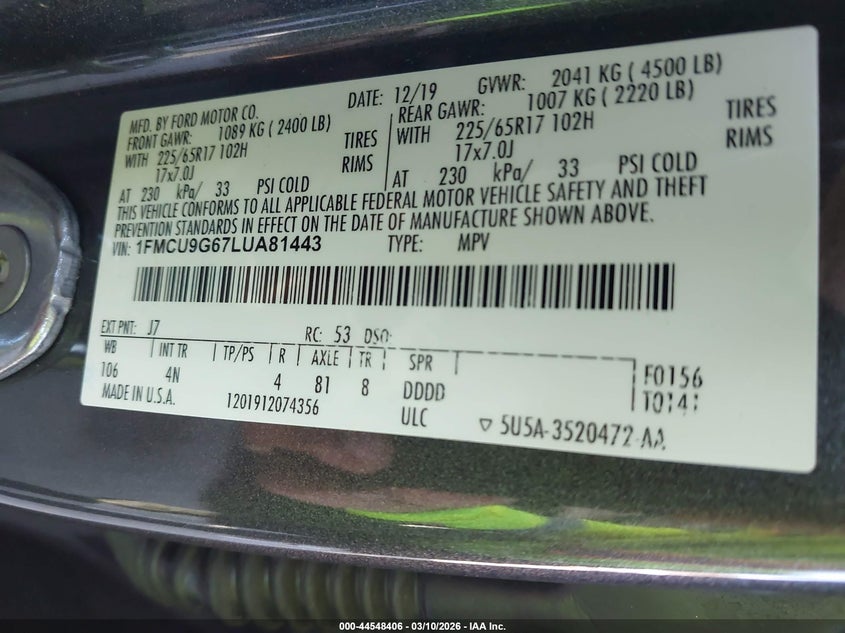 MFD. BY FORD MOTOR CO.
DATE: 12/19 GVWR: 2041 KG ( 4500 LB)
FRONT GAWR: 1089 KG ( 2400 LB) REAR GAWR: 1007 KG ( 2220 LB)
WITH 225/65R17 102H TIRES WITH 225/65R17 102H TIRES
17x7.0J RIMS 17x7.0J RIMS
AT 230 kPa/ 33 PSI COLD AT 230 kPa/ 33 PSI COLD
THIS VEHICLE CONFORMS TO ALL APPLICABLE FEDERAL MOTOR VEHICLE SAFETY AND THEFT
PREVENTION STANDARDS IN EFFECT ON THE DATE OF MANUFACTURE SHOWN ABOVE.
VIN: 1FMCU9G67LUA81443 TYPE: MPV
EXT PNT: J7 RC: 53 DSO:
WB INT TR TP/PS R AXLE TR SPR
106 4N 4 81 8 DDDD F0156
MADE IN U.S.A. 1201912074356 ULC 5U5A-3520472-AA
000-44548406 — 03/10/2026 — IAA Inc.